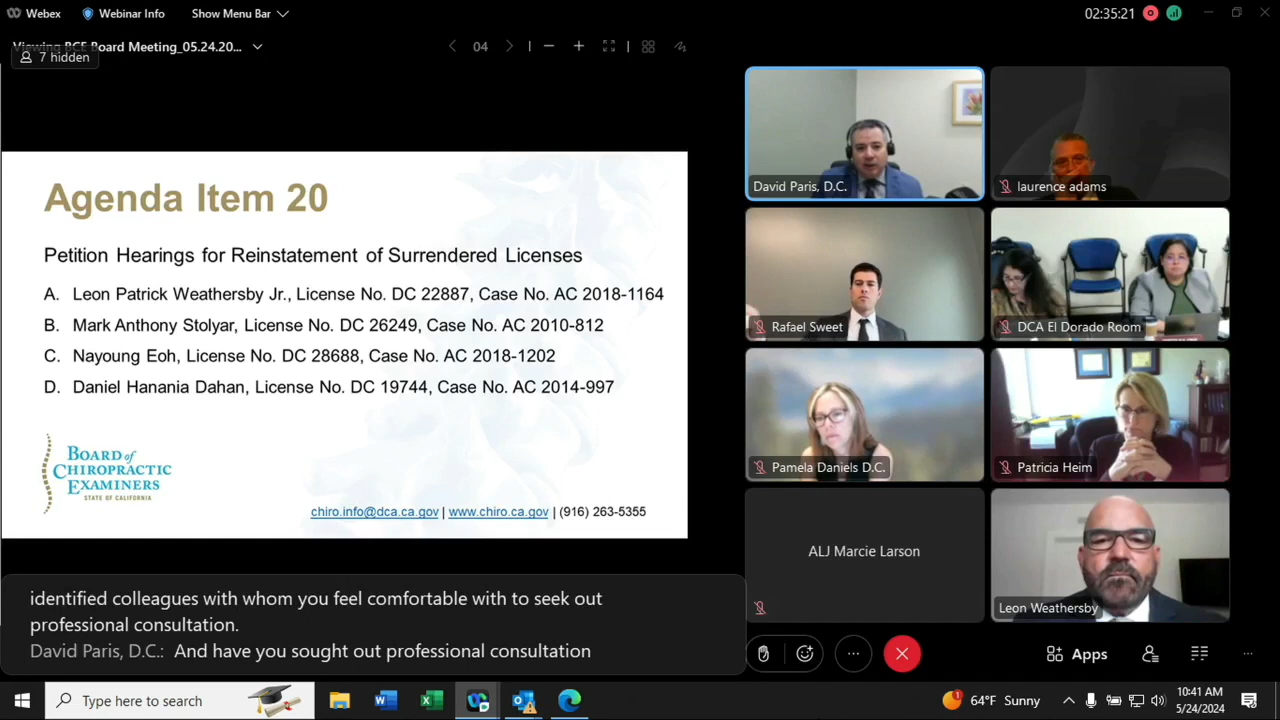 Webex
Webinar Info
Show Menu Bar
02:35:21
Viewing BCE Board Meeting_05.24.20...
04
7 hidden
Agenda Item 20
Petition Hearings for Reinstatement of Surrendered Licenses
A. Leon Patrick Weathersby Jr., License No. DC 22887, Case No. AC 2018-1164
B. Mark Anthony Stolyar, License No. DC 26249, Case No. AC 2010-812
C. Nayoung Eoh, License No. DC 28688, Case No. AC 2018-1202
D. Daniel Hanania Dahan, License No. DC 19744, Case No. AC 2014-997
BOARD of
CHIROPRACTIC
EXAMINERS
STATE OF CALIFORNIA
chiro.info@dca.ca.gov | www.chiro.ca.gov | (916) 263-5355
David Paris, D.C.
laurence adams
Rafael Sweet
DCA El Dorado Room
Pamela Daniels D.C.
Patricia Heim
ALJ Marcie Larson
Leon Weathersby
identified colleagues with whom you feel comfortable with to seek out
professional consultation.
David Paris, D.C.: And have you sought out professional consultation
Apps
Type here to search
1
64°F Sunny
10:41 AM
5/24/2024